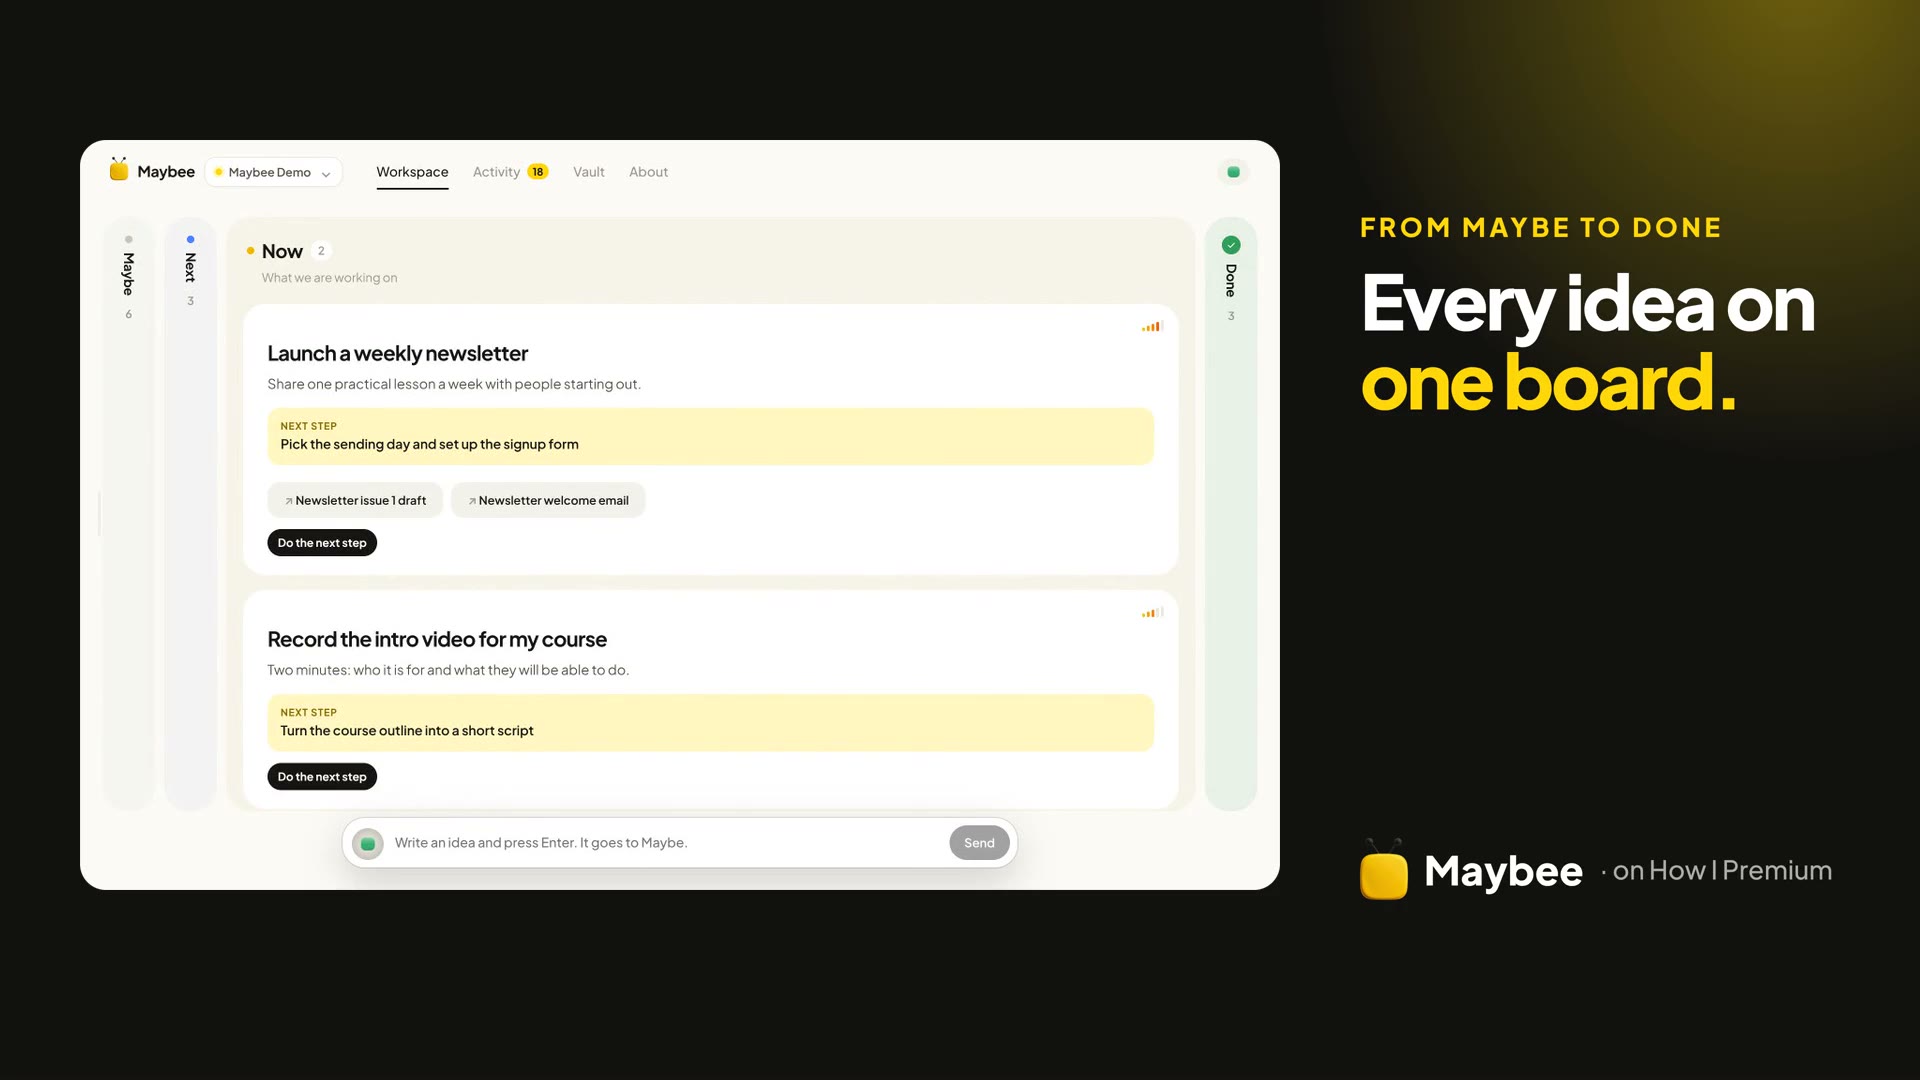 Maybee
Maybee Demo
Workspace
Activity 18
Vault
About
Maybe
6
Next
3
Now 2
What we are working on
Launch a weekly newsletter
Share one practical lesson a week with people starting out.
NEXT STEP
Pick the sending day and set up the signup form
Newsletter issue 1 draft
Newsletter welcome email
Do the next step
Record the intro video for my course
Two minutes: who it is for and what they will be able to do.
NEXT STEP
Turn the course outline into a short script
Do the next step
Done
3
Write an idea and press Enter. It goes to Maybe.
Send
FROM MAYBE TO DONE
Every idea on
one board.
Maybee · on How I Premium